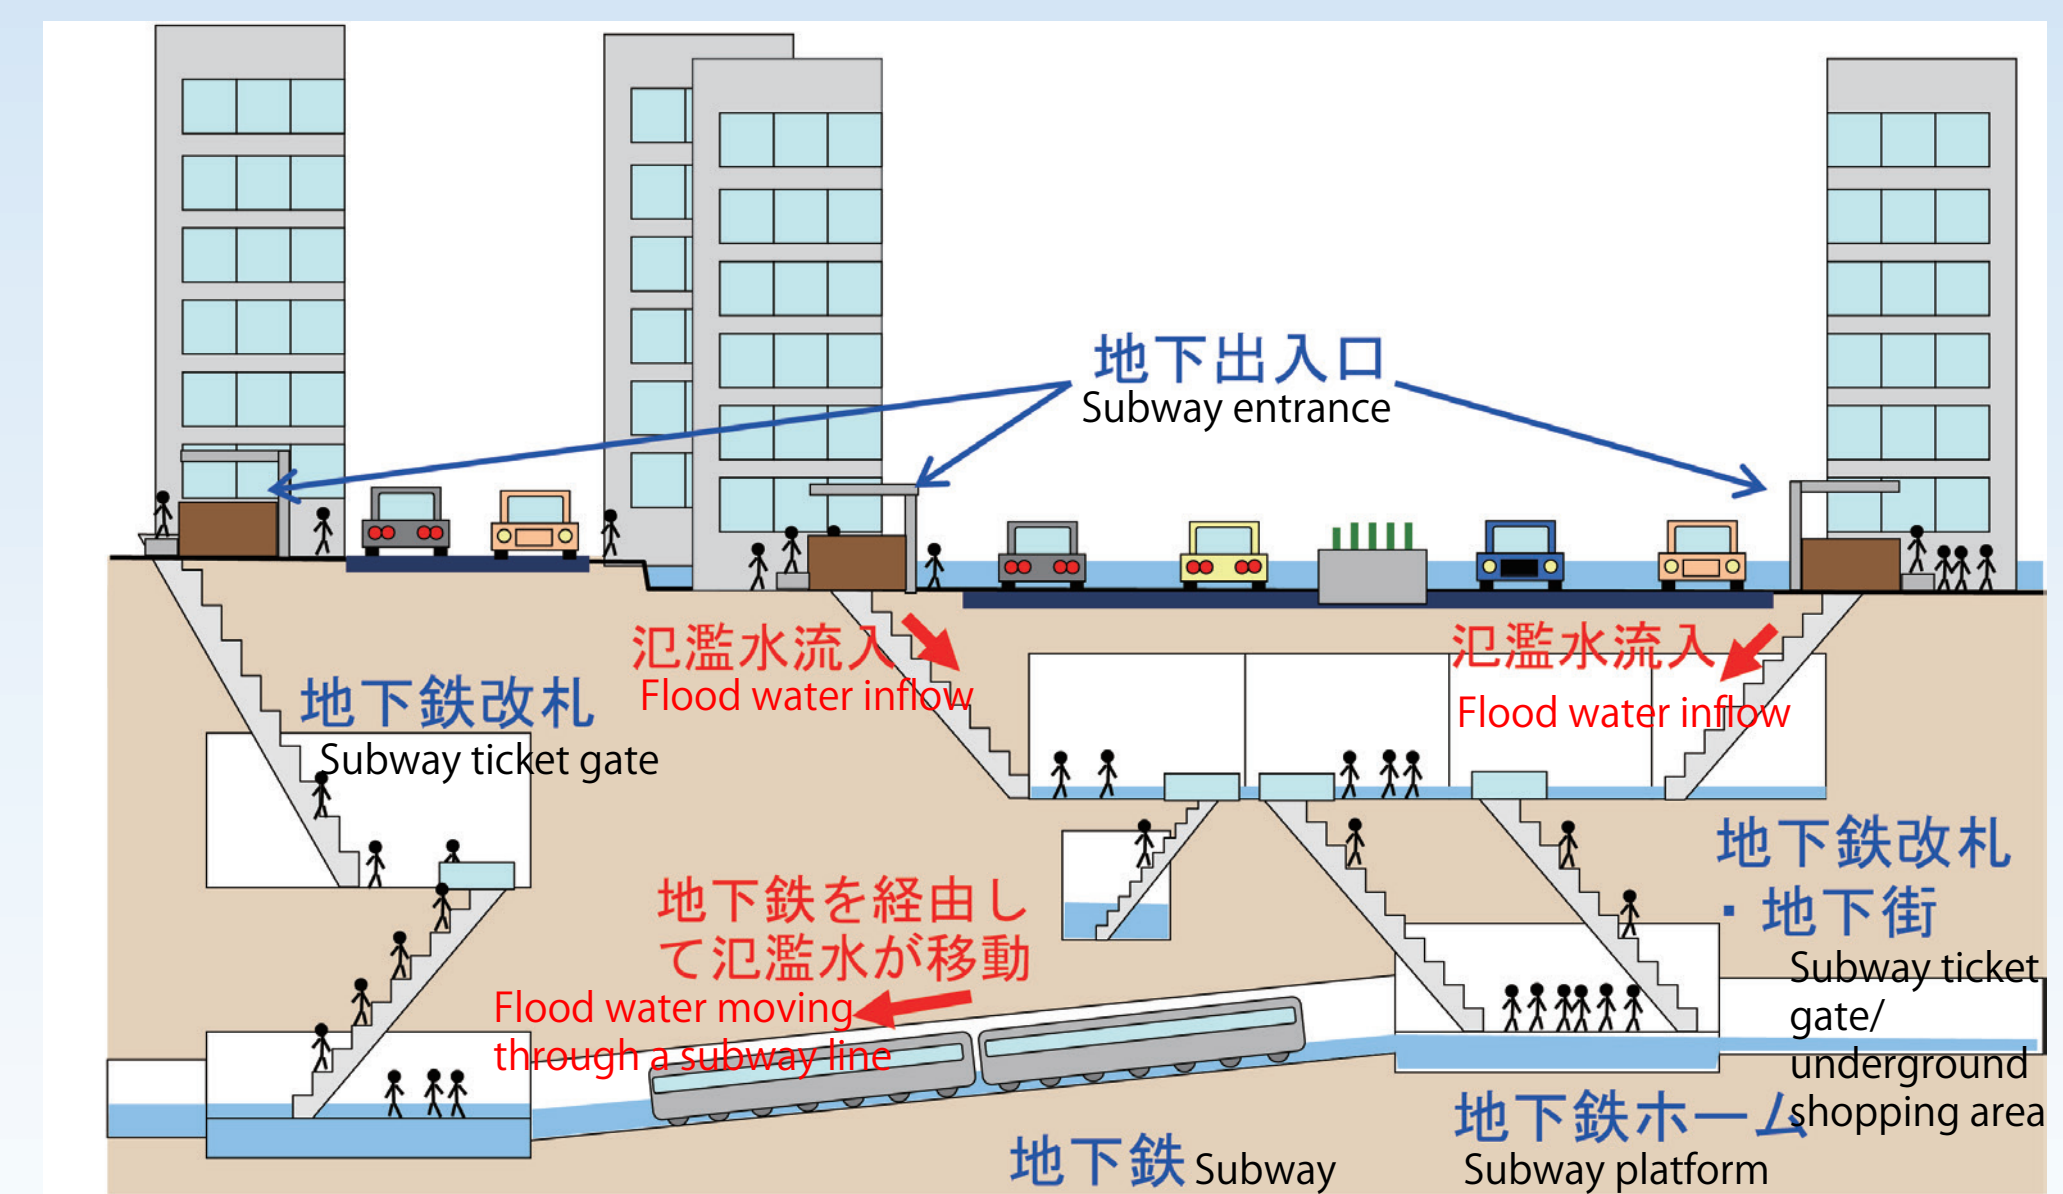 地下出入口
Subway entrance
氾濫水流入
Flood water inflow
氾濫水流入
Flood water inflow
地下鉄改札
Subway ticket gate
地下鉄改札
・地下街
Subway ticket
gate/
underground
shopping area
地下鉄を経由し
て氾濫水が移動
Flood water moving
through a subway line
地下鉄ホーム
Subway platform
地下鉄 Subway